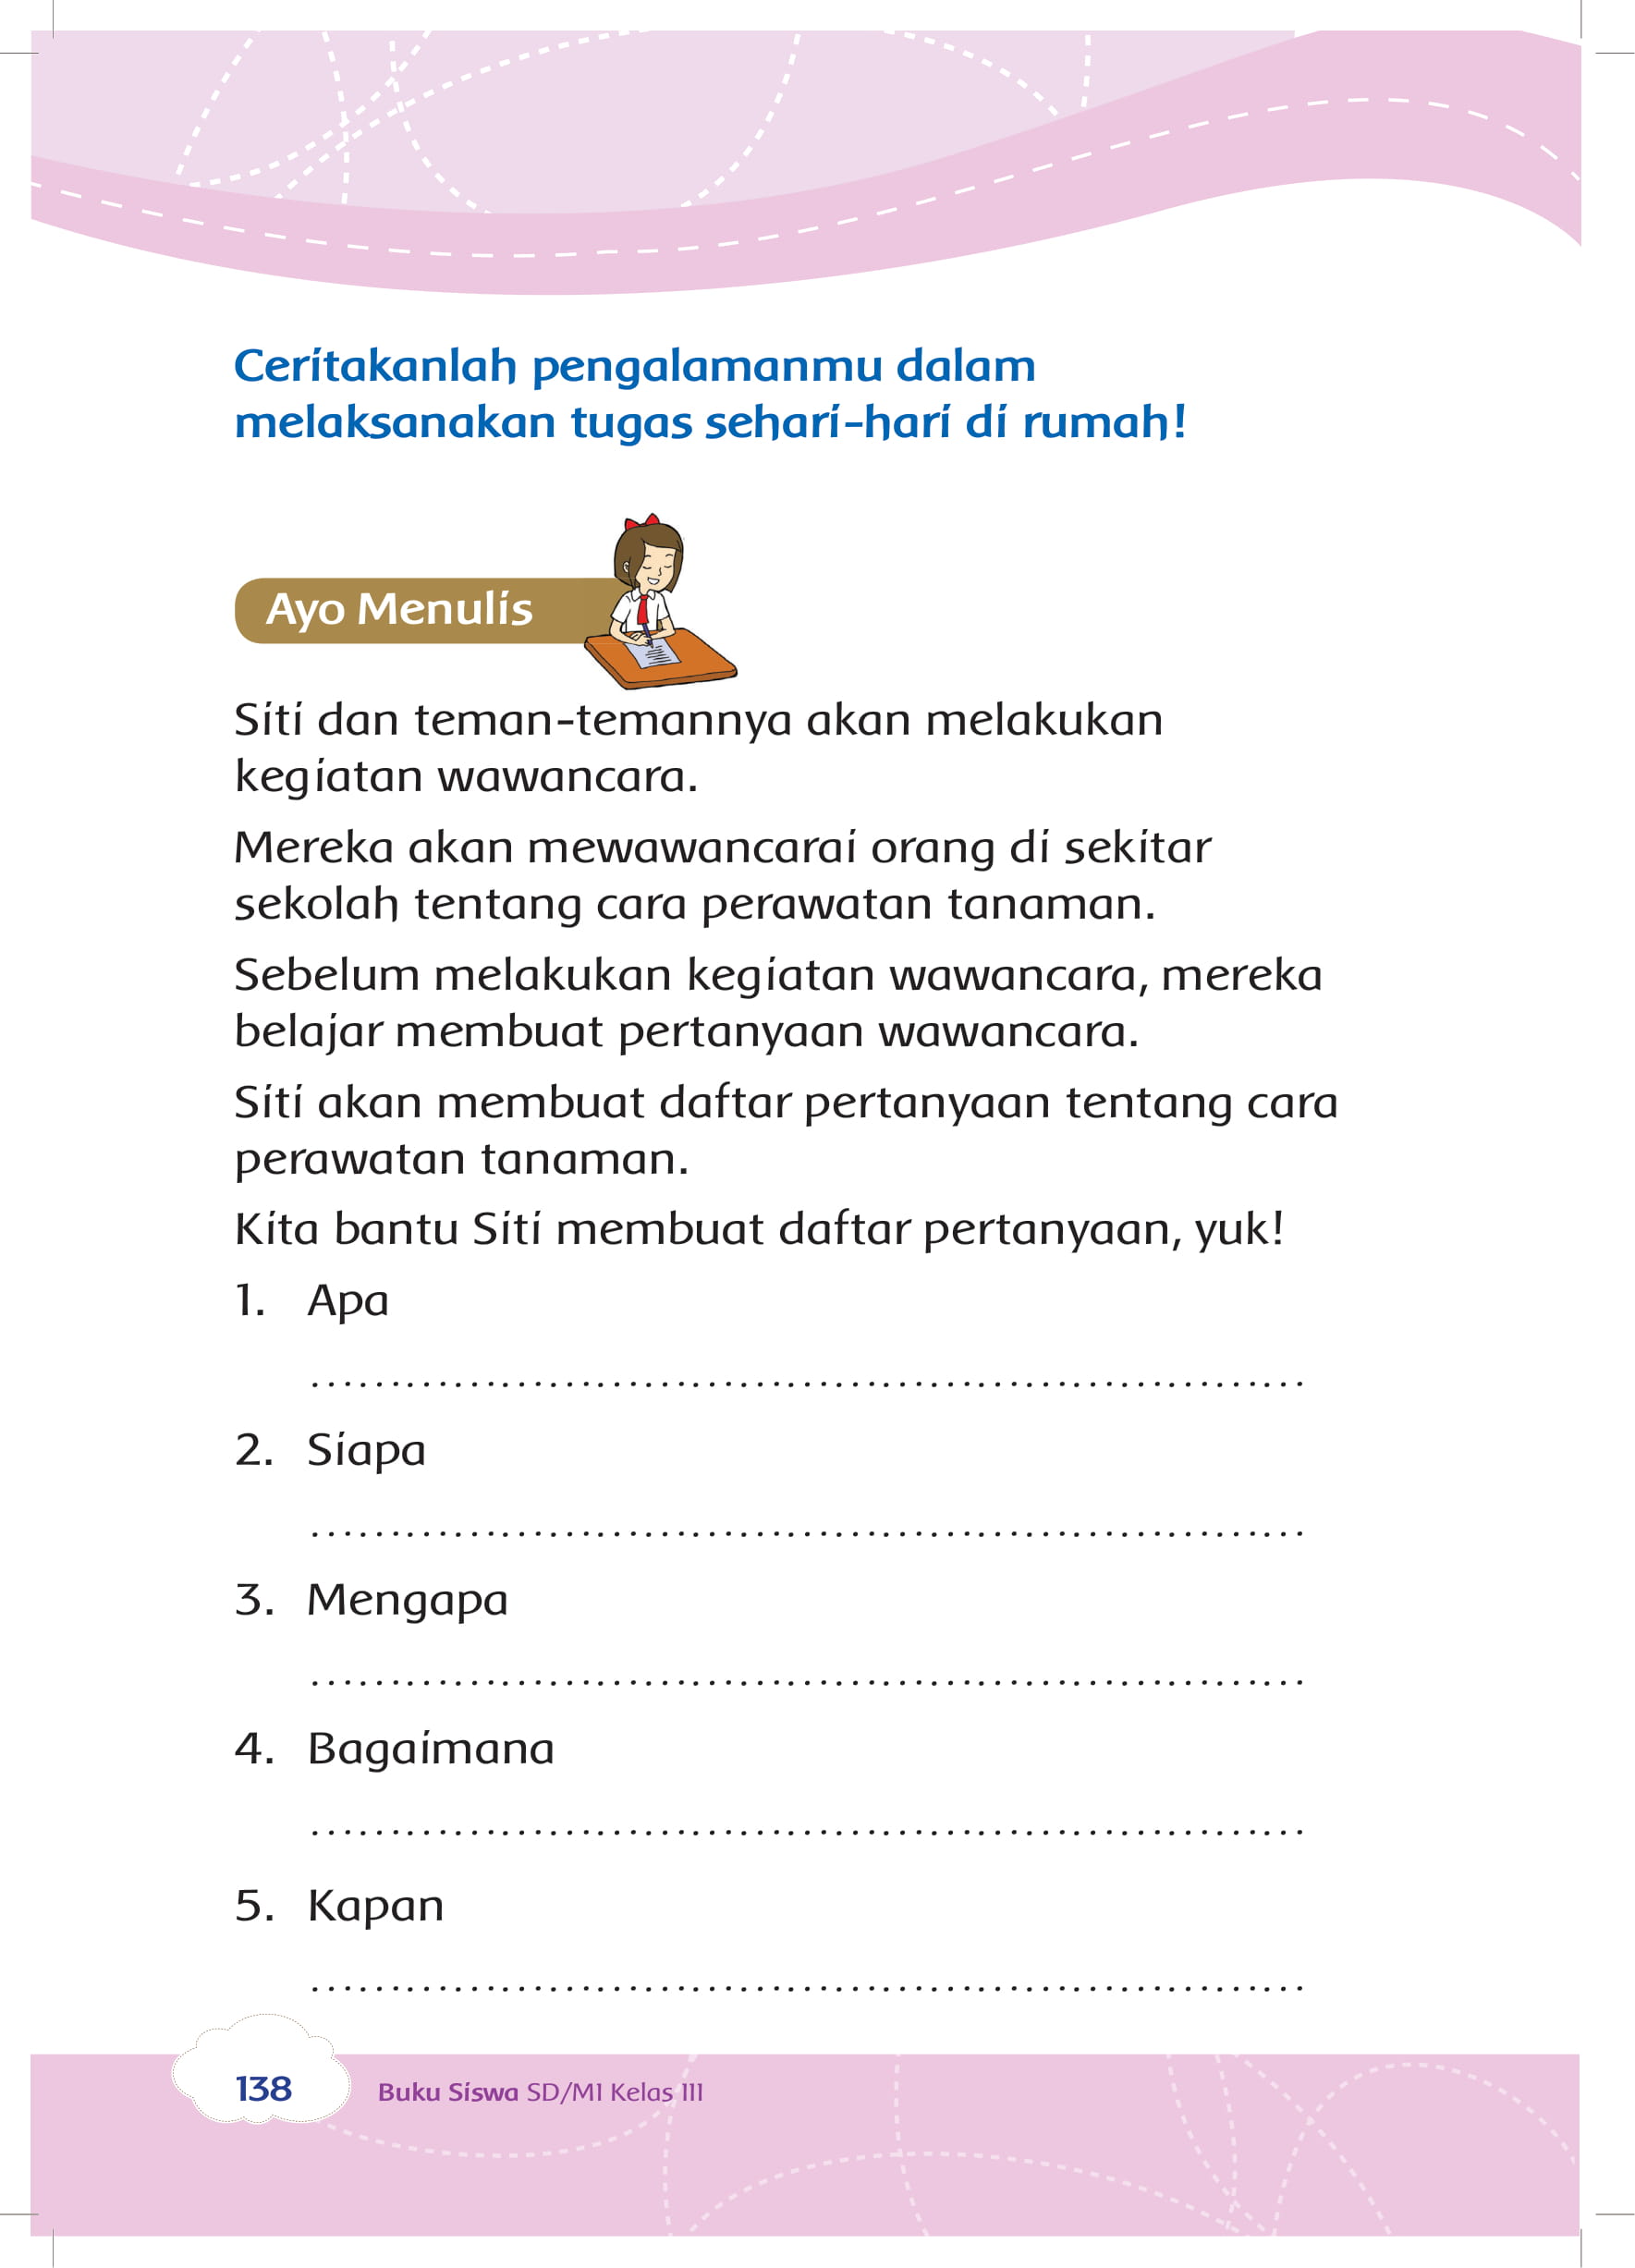 Ceritakanlah pengalamanmu dalam
melaksanakan tugas sehari-hari di rumah!
Ayo Menulis
Siti dan teman-temannya akan melakukan
kegiatan wawancara.
Mereka akan mewawancarai orang di sekitar
sekolah tentang cara perawatan tanaman.
Sebelum melakukan kegiatan wawancara, mereka
belajar membuat pertanyaan wawancara.
Siti akan membuat daftar pertanyaan tentang cara
perawatan tanaman.
Kita bantu Siti membuat daftar pertanyaan, yuk!
1. Apa
...............................................................
2. Siapa
...............................................................
3. Mengapa
...............................................................
4. Bagaimana
...............................................................
5. Kapan
...............................................................
138 Buku Siswa SD/MI Kelas III